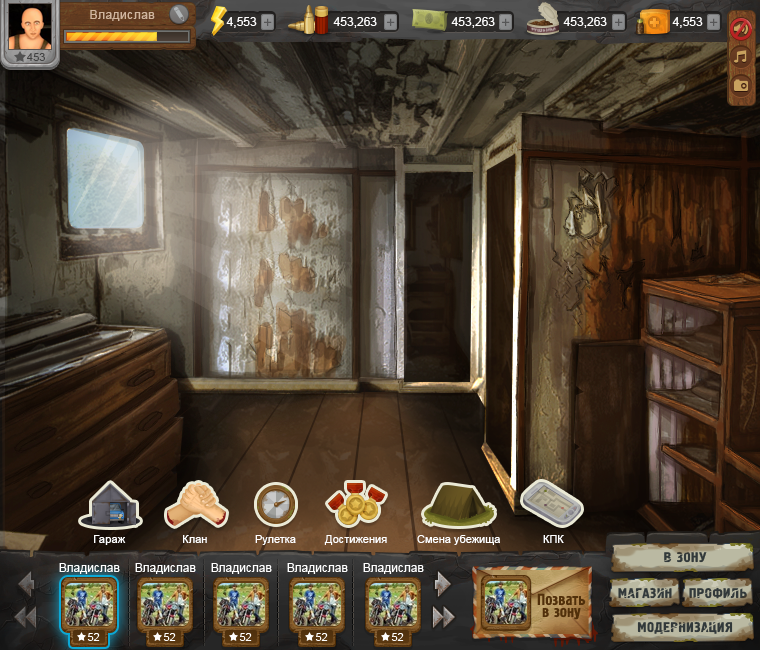 Владислав
4,553
453,263
453,263
453,263
4,553
453
Гараж
Клан
Рулетка
Достижения
Смена убежища
КПК
Владислав
Владислав
Владислав
Владислав
Владислав
52
52
52
52
52
Позвать
в зону
В ЗОНУ
МАГАЗИН
ПРОФИЛЬ
МОДЕРНИЗАЦИЯ